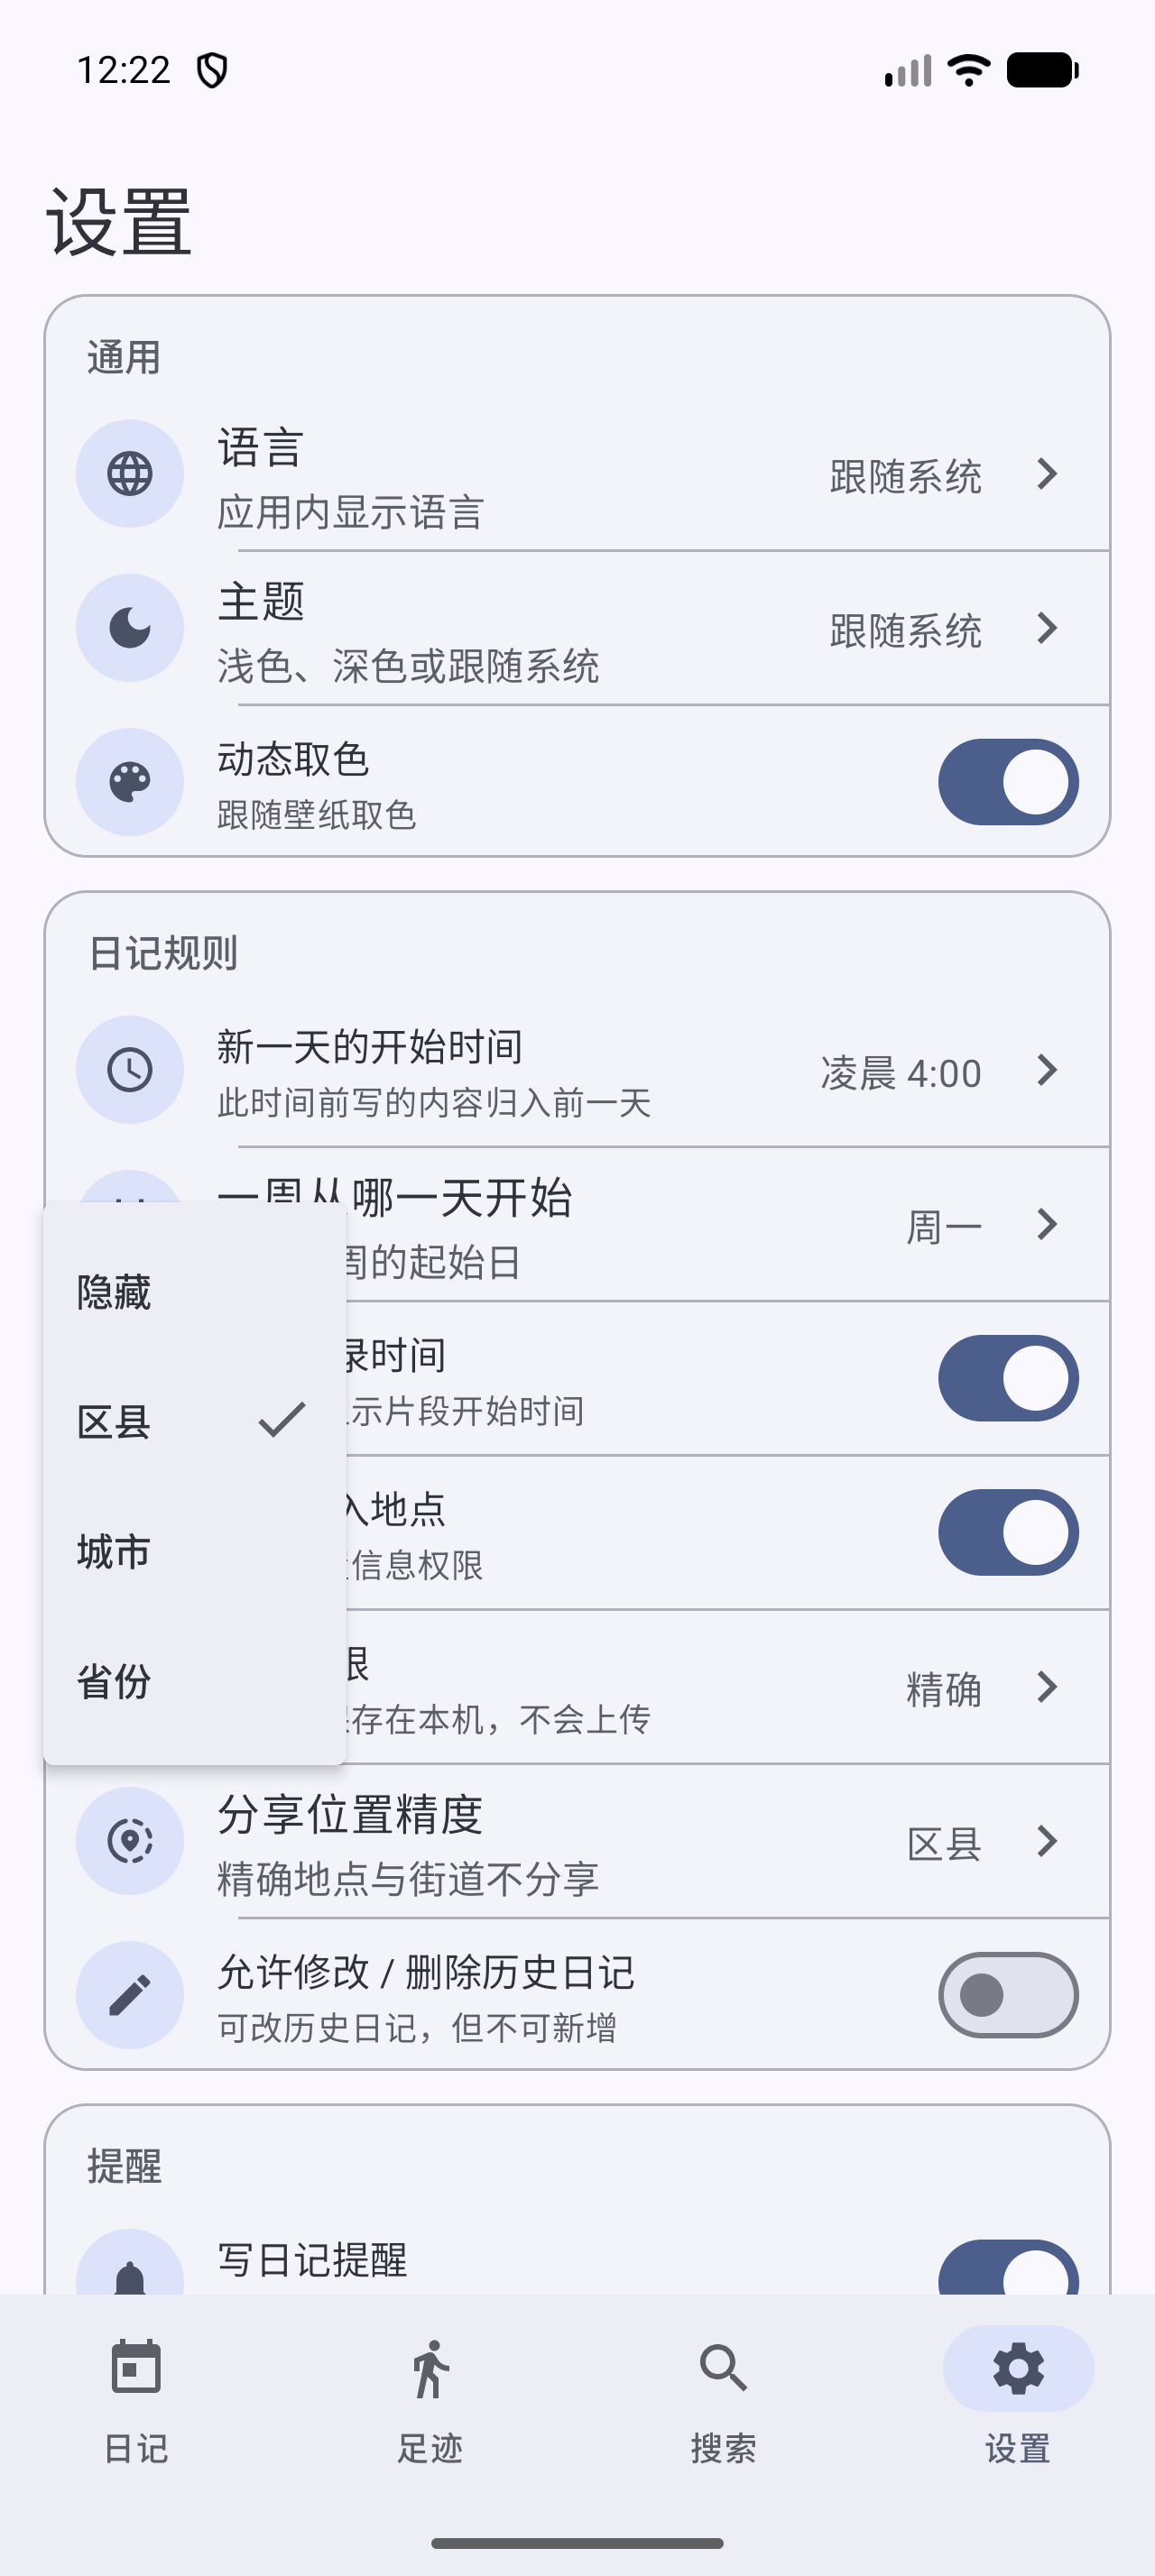 12:22
设置
通用
语言
应用内显示语言
跟随系统
主题
浅色、深色或跟随系统
跟随系统
动态取色
跟随壁纸取色
日记规则
新一天的开始时间
此时间前写的内容归入前一天
凌晨 4:00
一周从哪一天开始
周的起始日
周一
录时间
示片段开始时间
入地点
信息权限
限
存在本机，不会上传
精确
隐藏
区县
城市
省份
分享位置精度
精确地点与街道不分享
区县
允许修改 / 删除历史日记
可改历史日记，但不可新增
提醒
写日记提醒
日记
足迹
搜索
设置